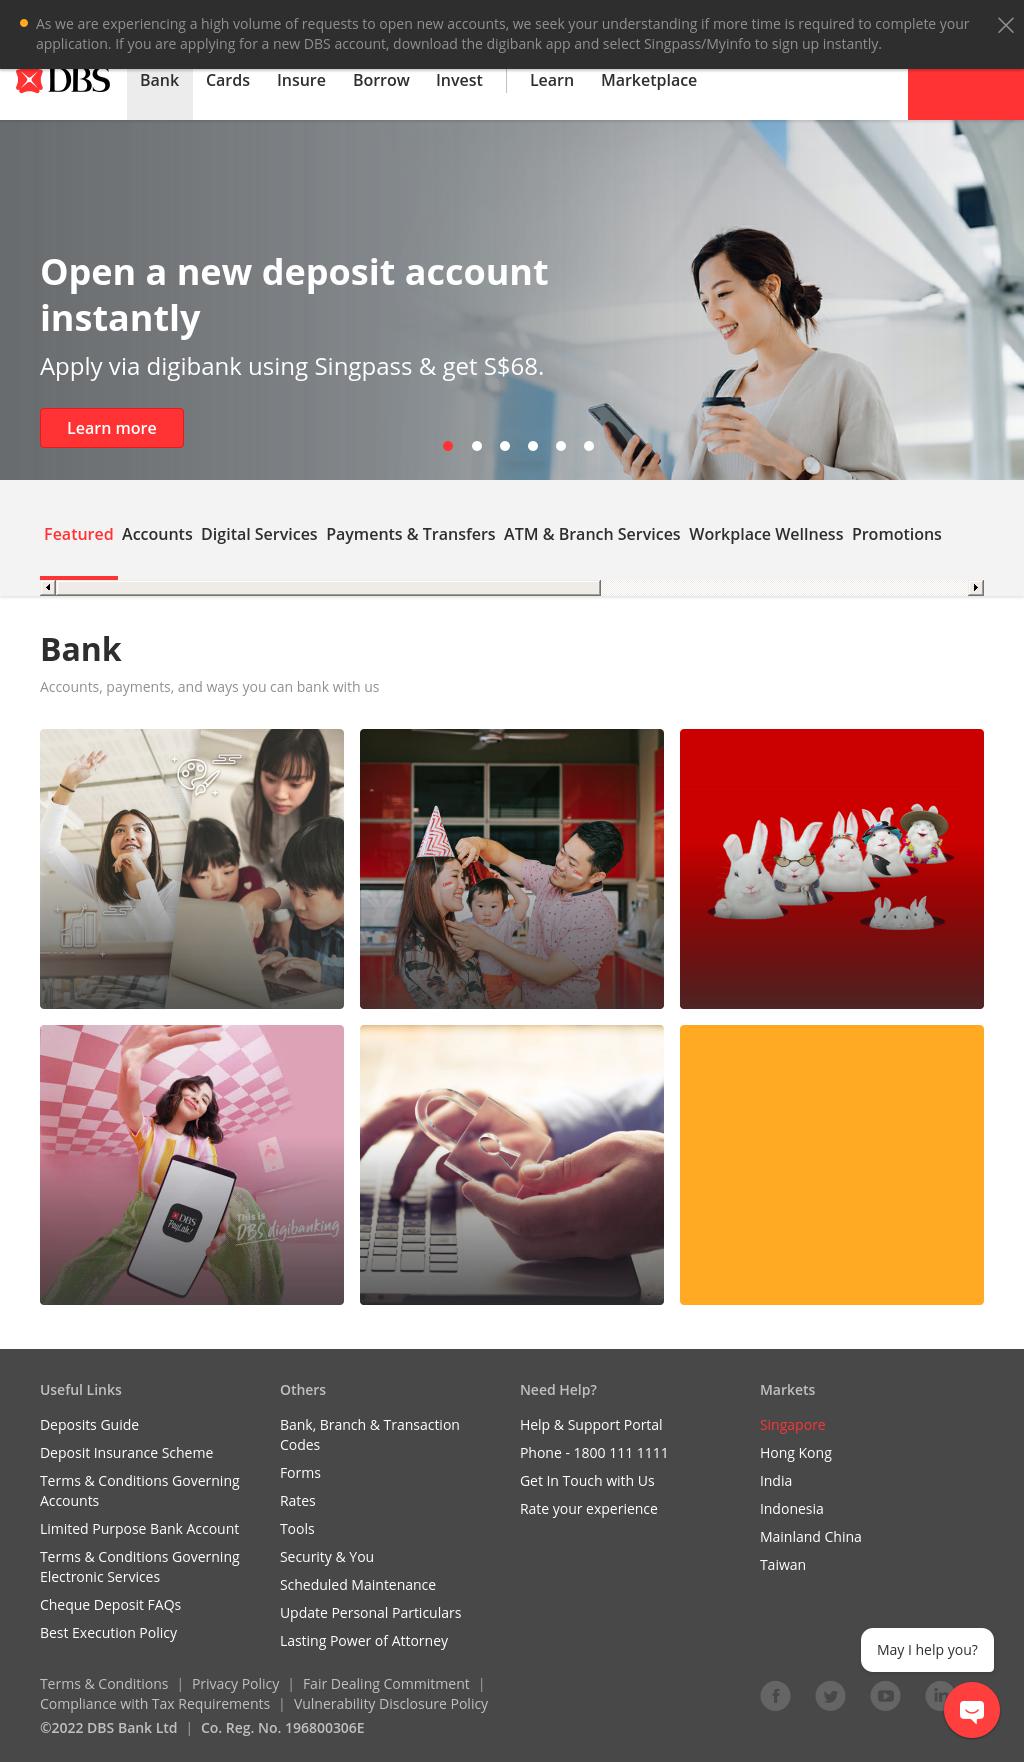 As we are experiencing a high volume of requests to open new accounts, we seek your understanding if more time is required to complete your
application. If you are applying for a new DBS account, download the digibank app and select Singpass/Myinfo to sign up instantly.
DBS Bank Cards Insure Borrow Invest | Learn Marketplace
Open a new deposit account
instantly
Apply via digibank using Singpass & get S$68.
Learn more
Featured Accounts Digital Services Payments & Transfers ATM & Branch Services Workplace Wellness Promotions
Bank
Accounts, payments, and ways you can bank with us
DBS
PayLah!
This is
DBS digibanking
Useful Links
Deposits Guide
Deposit Insurance Scheme
Terms & Conditions Governing
Accounts
Limited Purpose Bank Account
Terms & Conditions Governing
Electronic Services
Cheque Deposit FAQs
Best Execution Policy
Others
Bank, Branch & Transaction
Codes
Forms
Rates
Tools
Security & You
Scheduled Maintenance
Update Personal Particulars
Lasting Power of Attorney
Need Help?
Help & Support Portal
Phone - 1800 111 1111
Get In Touch with Us
Rate your experience
Markets
Singapore
Hong Kong
India
Indonesia
Mainland China
Taiwan
May I help you?
Terms & Conditions | Privacy Policy | Fair Dealing Commitment |
Compliance with Tax Requirements | Vulnerability Disclosure Policy
©2022 DBS Bank Ltd | Co. Reg. No. 196800306E